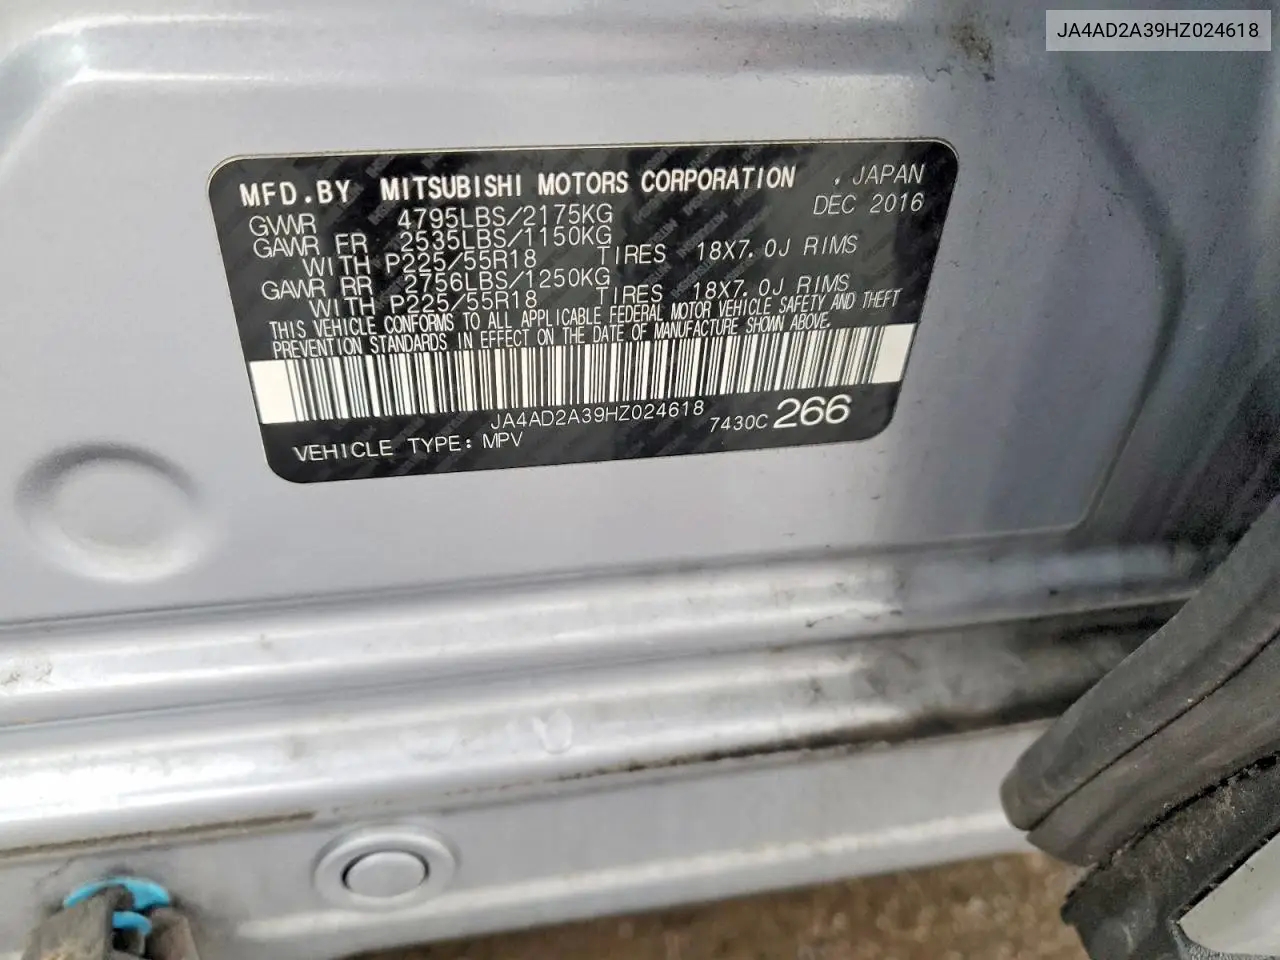 JA4AD2A39HZ024618
MFD.BY MITSUBISHI MOTORS CORPORATION , JAPAN
GVWR 4795LBS/2175KG DEC 2016
GAWR FR 2535LBS/1150KG
WITH P225/55R18 TIRES 18X7.0J RIMS
GAWR RR 2756LBS/1250KG
WITH P225/55R18 TIRES 18X7.0J RIMS
THIS VEHICLE CONFORMS TO ALL APPLICABLE FEDERAL MOTOR VEHICLE SAFETY AND THEFT
PREVENTION STANDARDS IN EFFECT ON THE DATE OF MANUFACTURE SHOWN ABOVE.
JA4AD2A39HZ024618 7430C 266
VEHICLE TYPE: MPV